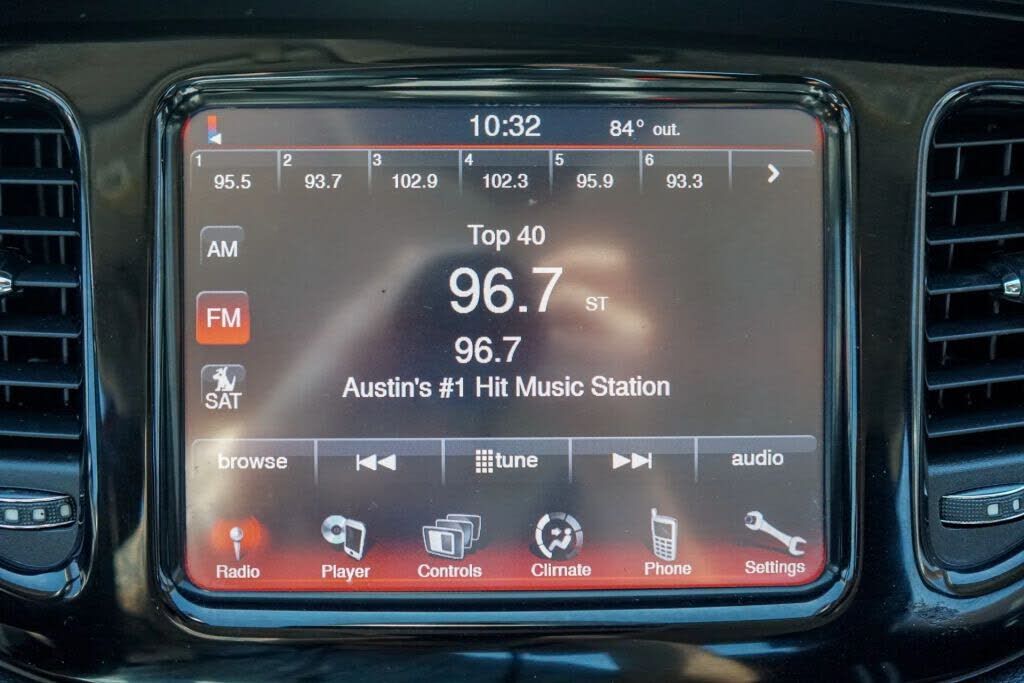 10:32 84° out.
1 2 3 4 5 6
95.5 93.7 102.9 102.3 95.9 93.3 >
Top 40
AM
96.7 ST
FM
96.7
SAT
Austin's #1 Hit Music Station
browse tune audio
Radio Player Controls Climate Phone Settings